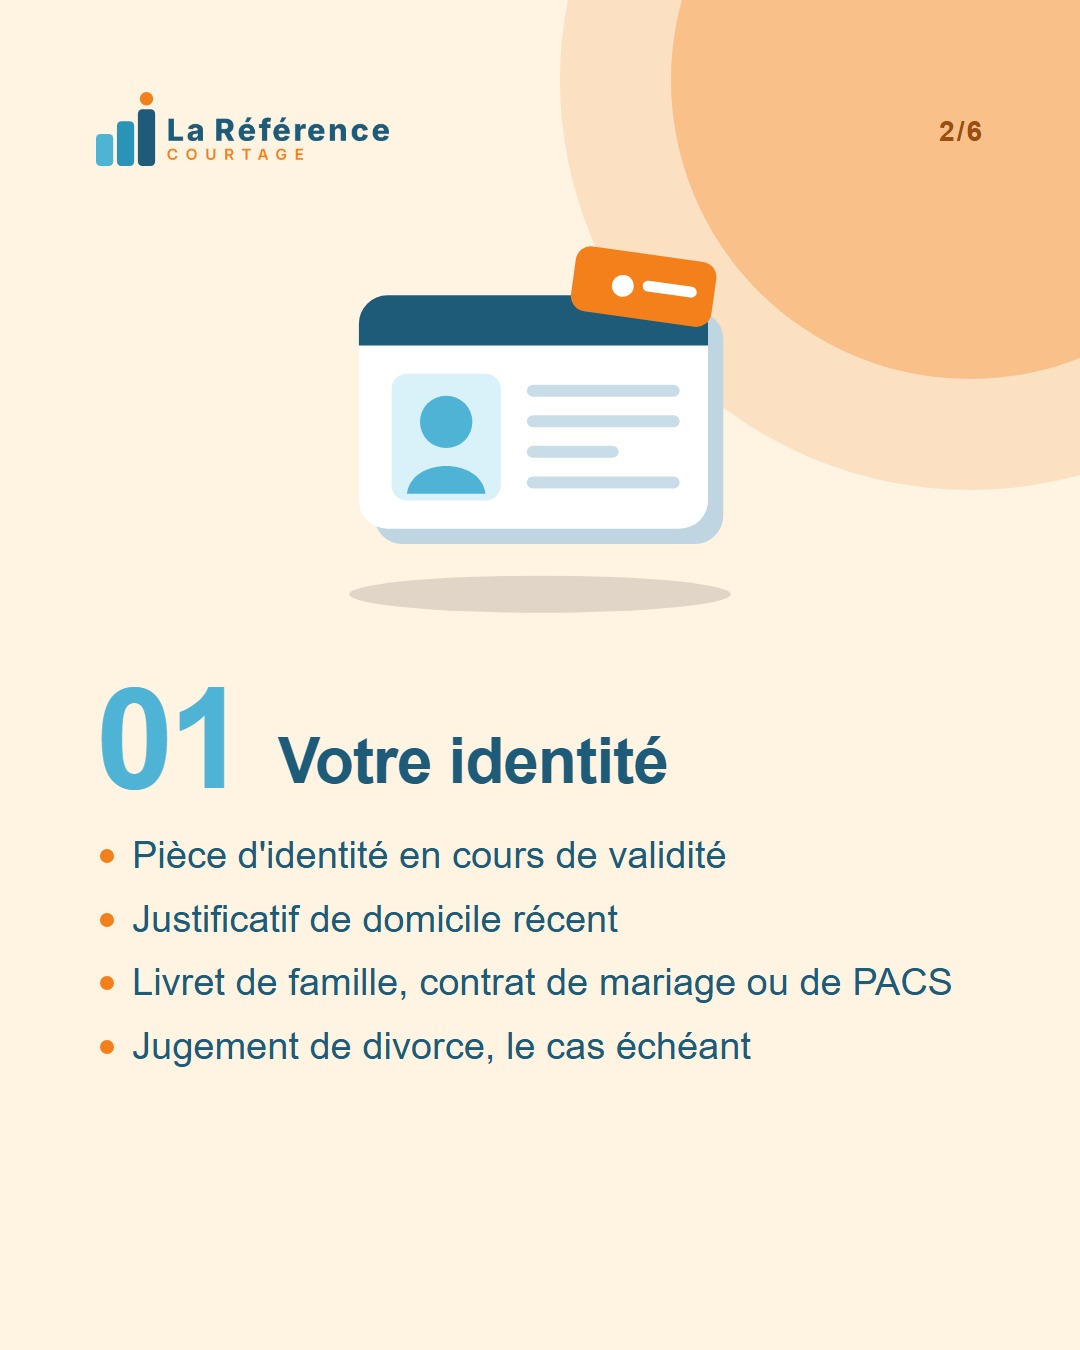 La Référence
COURTAGE
2/6
01 Votre identité
Pièce d'identité en cours de validité
Justificatif de domicile récent
Livret de famille, contrat de mariage ou de PACS
Jugement de divorce, le cas échéant